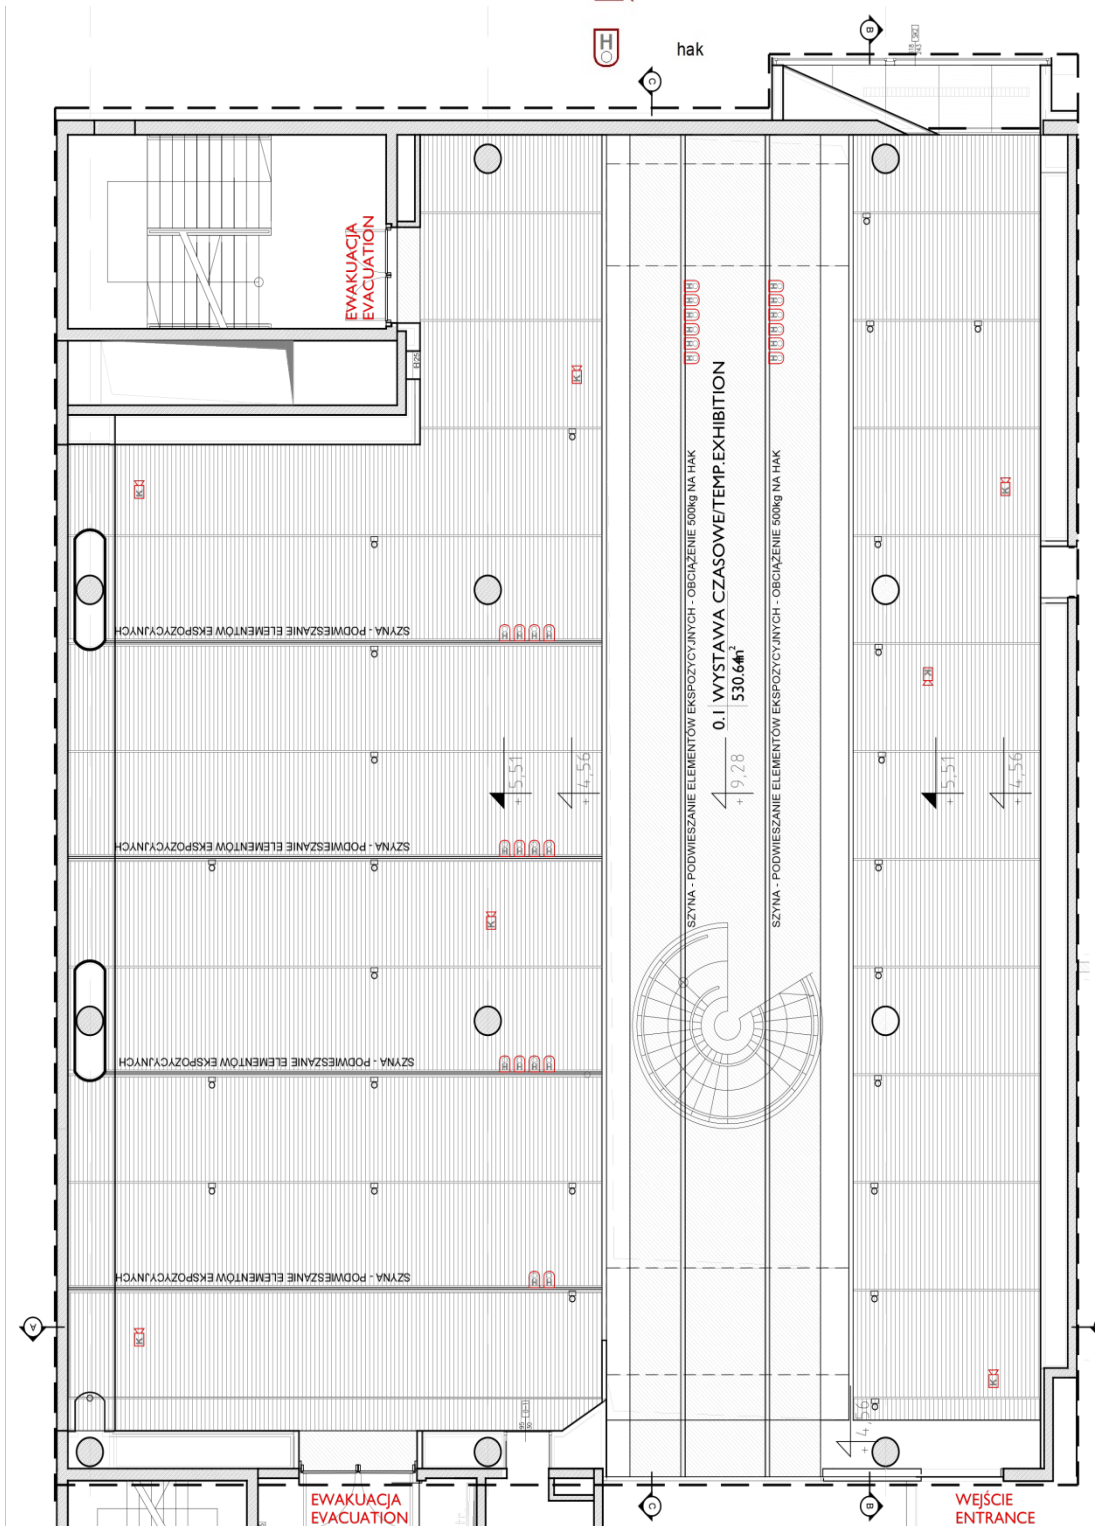 H
hak
B
C
EWAKUACJA
EVACUATION
H25
H H H H H H
H H H H H H
K
K
K
SZYNA - PODWIESZANIE ELEMENTÓW EKSPOZYCYJNYCH - OBCIĄŻENIE 500kg NA HAK
0.1 WYSTAWA CZASOWE/TEMP.EXHIBITION
530.64m²
SZYNA - PODWIESZANIE ELEMENTÓW EKSPOZYCYJNYCH - OBCIĄŻENIE 500kg NA HAK
SZYNA - PODWIESZANIE ELEMENTÓW EKSPOZYCYJNYCH
H H H H
K
+5,51
+4,56
+9,28
+5,51
+4,56
SZYNA - PODWIESZANIE ELEMENTÓW EKSPOZYCYJNYCH
H H H H
K
SZYNA - PODWIESZANIE ELEMENTÓW EKSPOZYCYJNYCH
H H H H
SZYNA - PODWIESZANIE ELEMENTÓW EKSPOZYCYJNYCH
H H
A
K
K
+4,56
C
B
EWAKUACJA
EVACUATION
WEJŚCIE
ENTRANCE